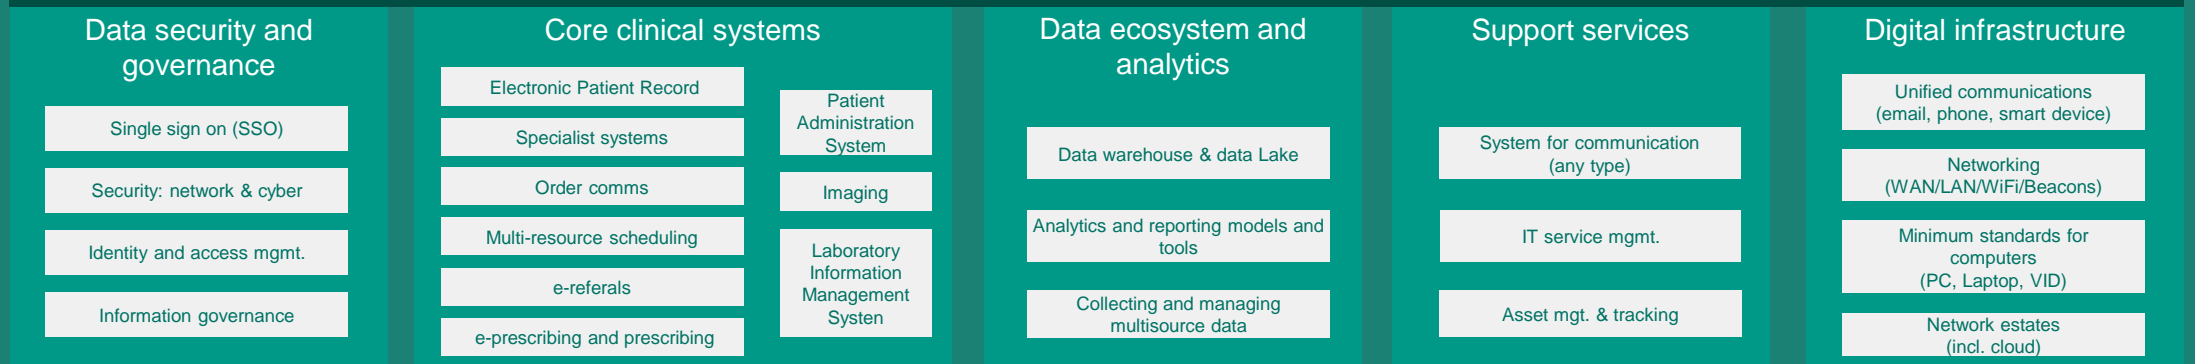 Data security and
governance
Single sign on (SSO)
Security: network & cyber
Identity and access mgmt.
Information governance
Core clinical systems
Electronic Patient Record
Specialist systems
Order comms
Multi-resource scheduling
e-referrals
e-prescribing and prescribing
Patient
Administration
System
Imaging
Laboratory
Information
Management
Systen
Data ecosystem and
analytics
Data warehouse & data Lake
Analytics and reporting models and
tools
Collecting and managing
multisource data
Support services
System for communication
(any type)
IT service mgmt.
Asset mgt. & tracking
Digital infrastructure
Unified communications
(email, phone, smart device)
Networking
(WAN/LAN/WiFi/Beacons)
Minimum standards for
computers
(PC, Laptop, VID)
Network estates
(incl. cloud)